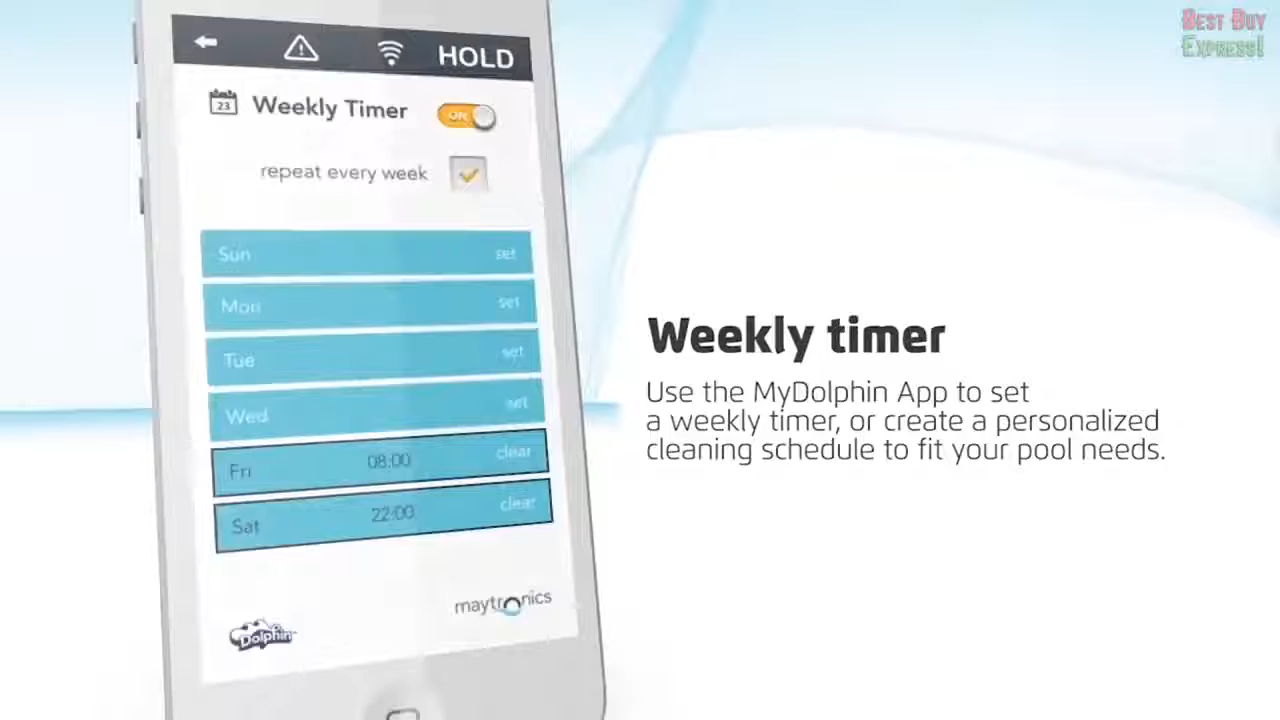 BEST BUY
EXPRESS!
HOLD
23 Weekly Timer ON
repeat every week
Sun set
Mon set
Tue set
Wed set
Fri 08:00 clear
Sat 22:00 clear
maytronics
Dolphin
Weekly timer
Use the MyDolphin App to set
a weekly timer, or create a personalized
cleaning schedule to fit your pool needs.